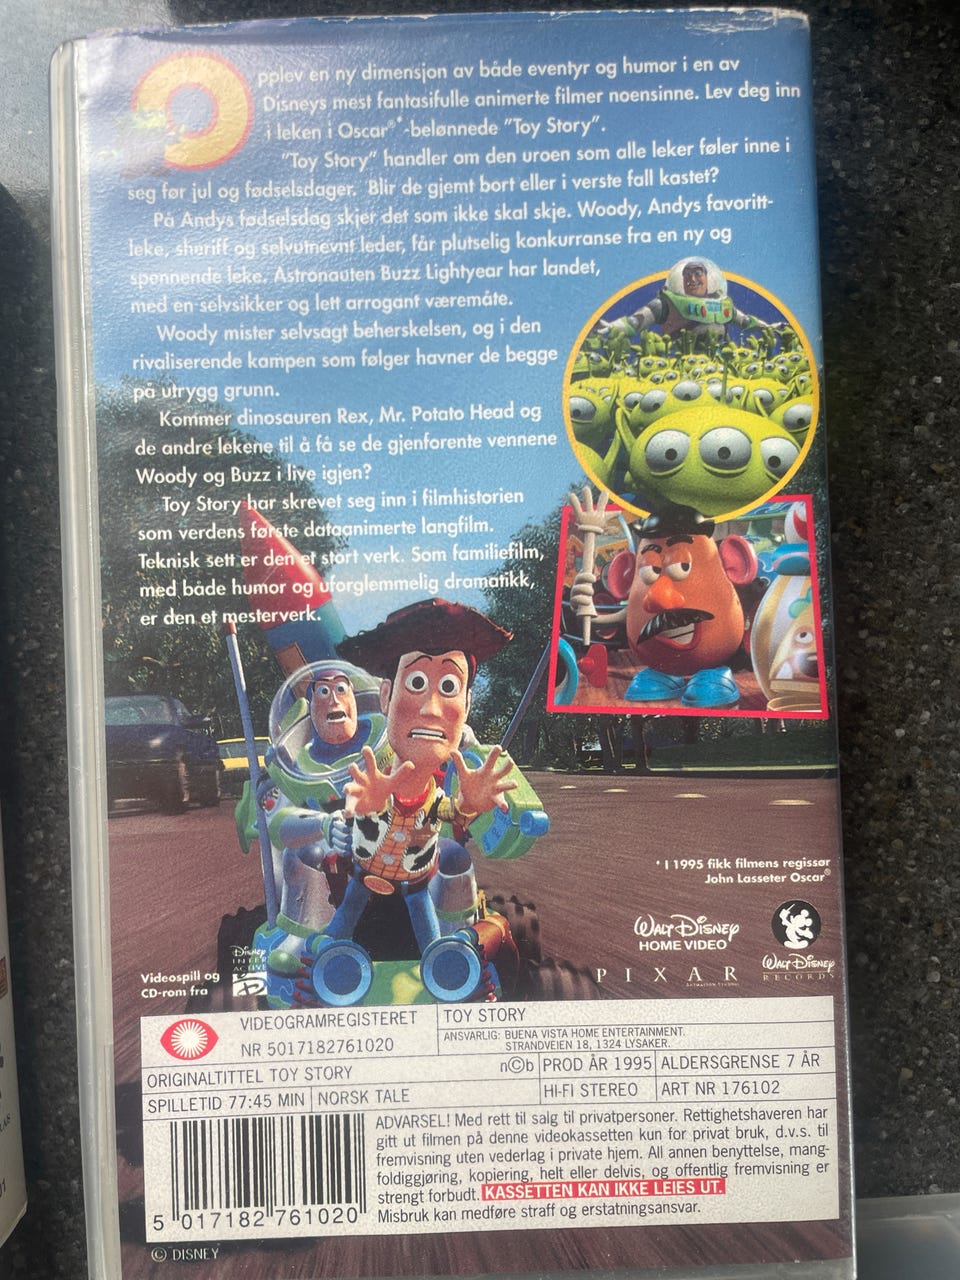 Opplev en ny dimensjon av både eventyr og humor i en av
Disneys mest fantasifulle animerte filmer noensinne. Lev deg inn
i leken i Oscar®*-belønnede "Toy Story".
"Toy Story" handler om den uroen som alle leker føler inne i
seg før jul og fødselsdager. Blir de gjemt bort eller i verste fall kastet?
På Andys fødselsdag skjer det som ikke skal skje. Woody, Andys favoritt-
leke, sheriff og selvutnevnt leder, får plutselig konkurranse fra en ny og
spennende leke. Astronauten Buzz Lightyear har landet,
med en selvsikker og lett arrogant væremåte.
Woody mister selvsagt beherskelsen, og i den
rivaliserende kampen som følger havner de begge
på utrygg grunn.
Kommer dinosauren Rex, Mr. Potato Head og
de andre lekene til å få se de gjenforente vennene
Woody og Buzz i live igjen?
Toy Story har skrevet seg inn i filmhistorien
som verdens første dataanimerte langfilm.
Teknisk sett er den et stort verk. Som familiefilm,
med både humor og uforglemmelig dramatikk,
er den et mesterverk.
* I 1995 fikk filmens regissør
John Lasseter Oscar®
WALT DISNEY
HOME VIDEO
PIXAR
ANIMATION STUDIOS
WALT DISNEY
RECORDS
Videospill og
CD-rom fra
Disney
INTER
ACTIVE
VIDEOGRAMREGISTERET
NR 5017182761020
TOY STORY
ANSVARLIG: BUENA VISTA HOME ENTERTAINMENT.
STRANDVEIEN 18, 1324 LYSAKER.
ORIGINALTITTEL TOY STORY
n©b PROD ÅR 1995 ALDERSGRENSE 7 ÅR
SPILLETID 77:45 MIN NORSK TALE
HI-FI STEREO ART NR 176102
ADVARSEL! Med rett til salg til privatpersoner. Rettighetshaveren har
gitt ut filmen på denne videokassetten kun for privat bruk, d.v.s. til
fremvisning uten vederlag i private hjem. All annen benyttelse, mang-
foldiggjøring, kopiering, helt eller delvis, og offentlig fremvisning er
strengt forbudt. KASSETTEN KAN IKKE LEIES UT.
Misbruk kan medføre straff og erstatningsansvar.
5 017182 761020
© DISNEY